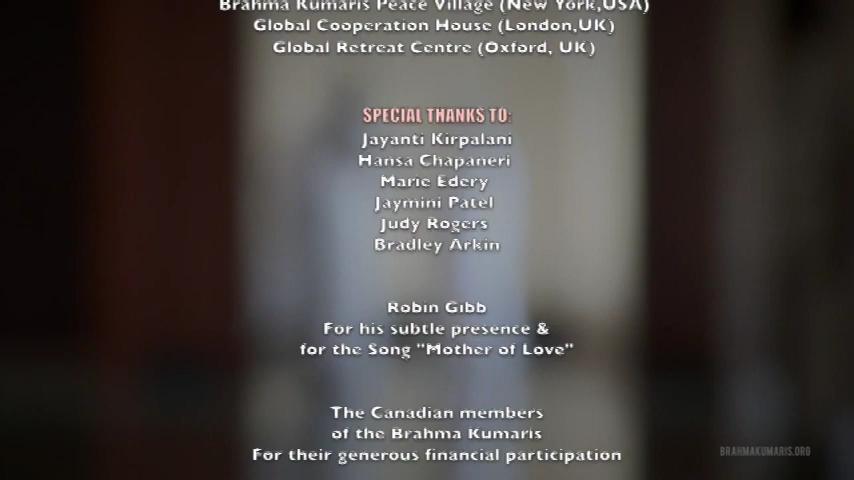 Brahma Kumaris Peace Village (New York,USA)
Global Cooperation House (London,UK)
Global Retreat Centre (Oxford, UK)
SPECIAL THANKS TO:
Jayanti Kirpalani
Hansa Chapaneri
Marie Edery
Jaymini Patel
Judy Rogers
Bradley Arkin
Robin Gibb
For his subtle presence &
for the Song "Mother of Love"
The Canadian members
of the Brahma Kumaris
For their generous financial participation
BRAHMAKUMARIS.ORG